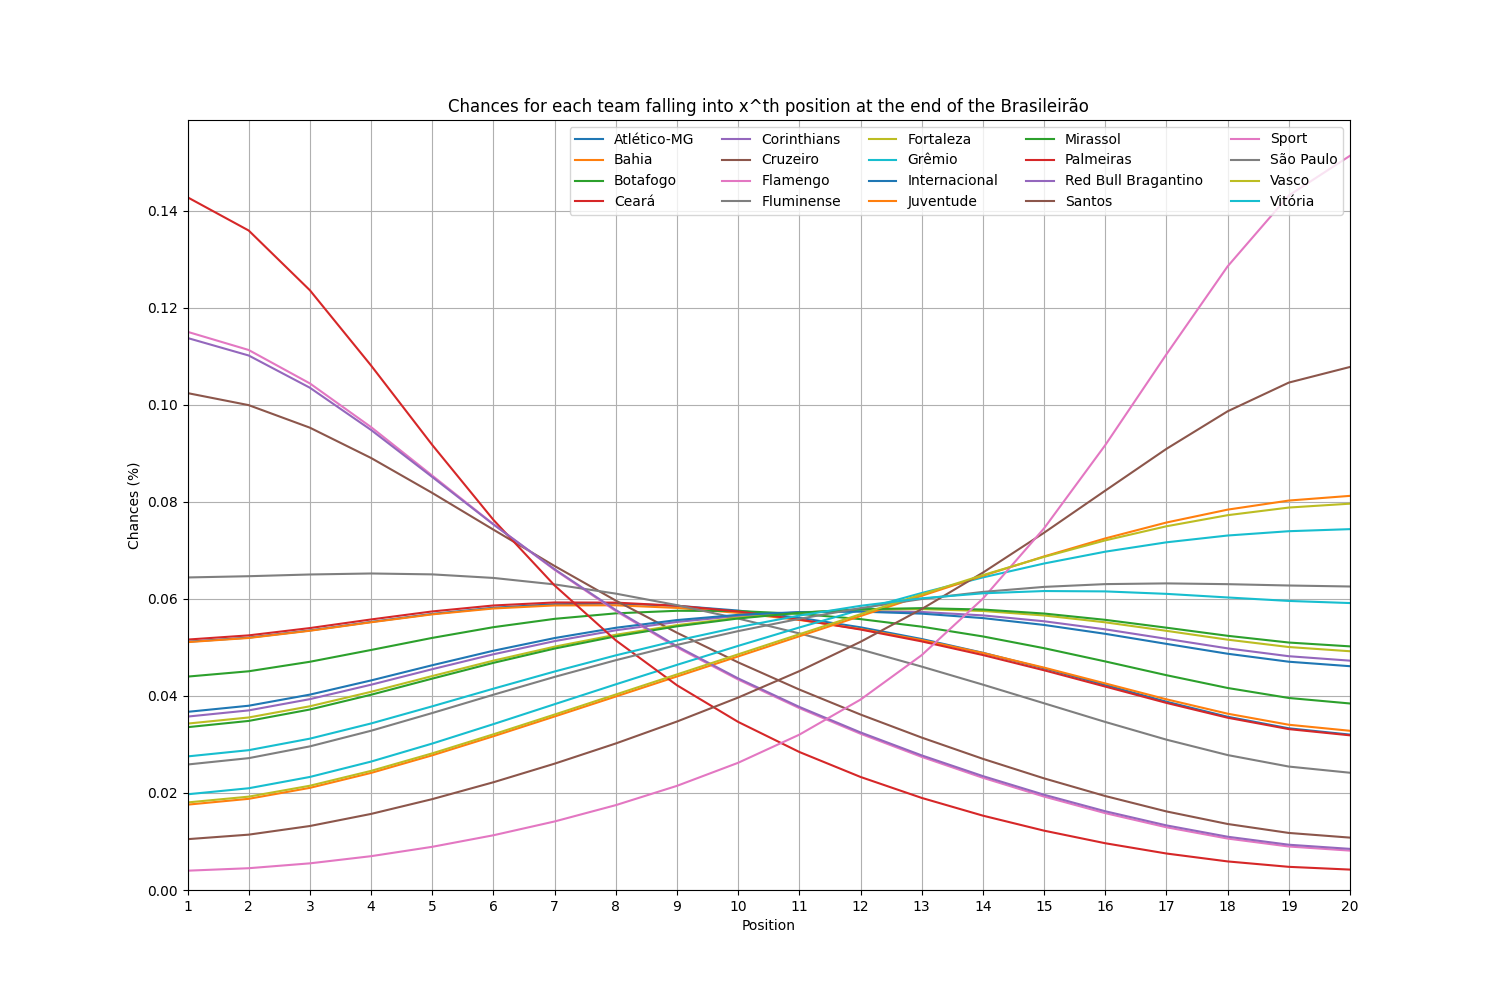 Chances for each team falling into x^th position at the end of the Brasileirão
Atlético-MG
Bahia
Botafogo
Ceará
Corinthians
Cruzeiro
Flamengo
Fluminense
Fortaleza
Grêmio
Internacional
Juventude
Mirassol
Palmeiras
Red Bull Bragantino
Santos
Sport
São Paulo
Vasco
Vitória
Chances (%)
0.14
0.12
0.10
0.08
0.06
0.04
0.02
0.00
1 2 3 4 5 6 7 8 9 10 11 12 13 14 15 16 17 18 19 20
Position